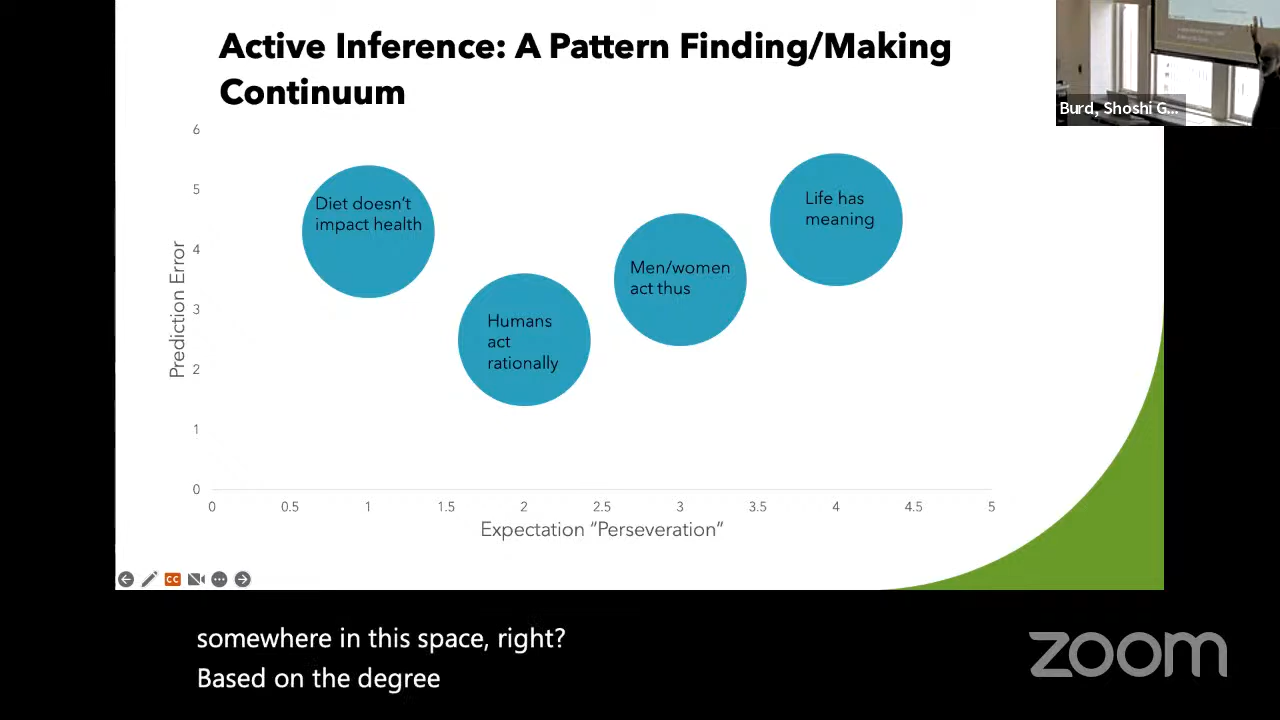 Active Inference: A Pattern Finding/Making
Continuum
Burd, Shoshi G...
6
5
4
3
2
1
0
Prediction Error
Diet doesn't
impact health
Humans
act
rationally
Men/women
act thus
Life has
meaning
0
0.5
1
1.5
2
2.5
3
3.5
4
4.5
5
Expectation “Perseveration”
CC
somewhere in this space, right?
Based on the degree
zoom